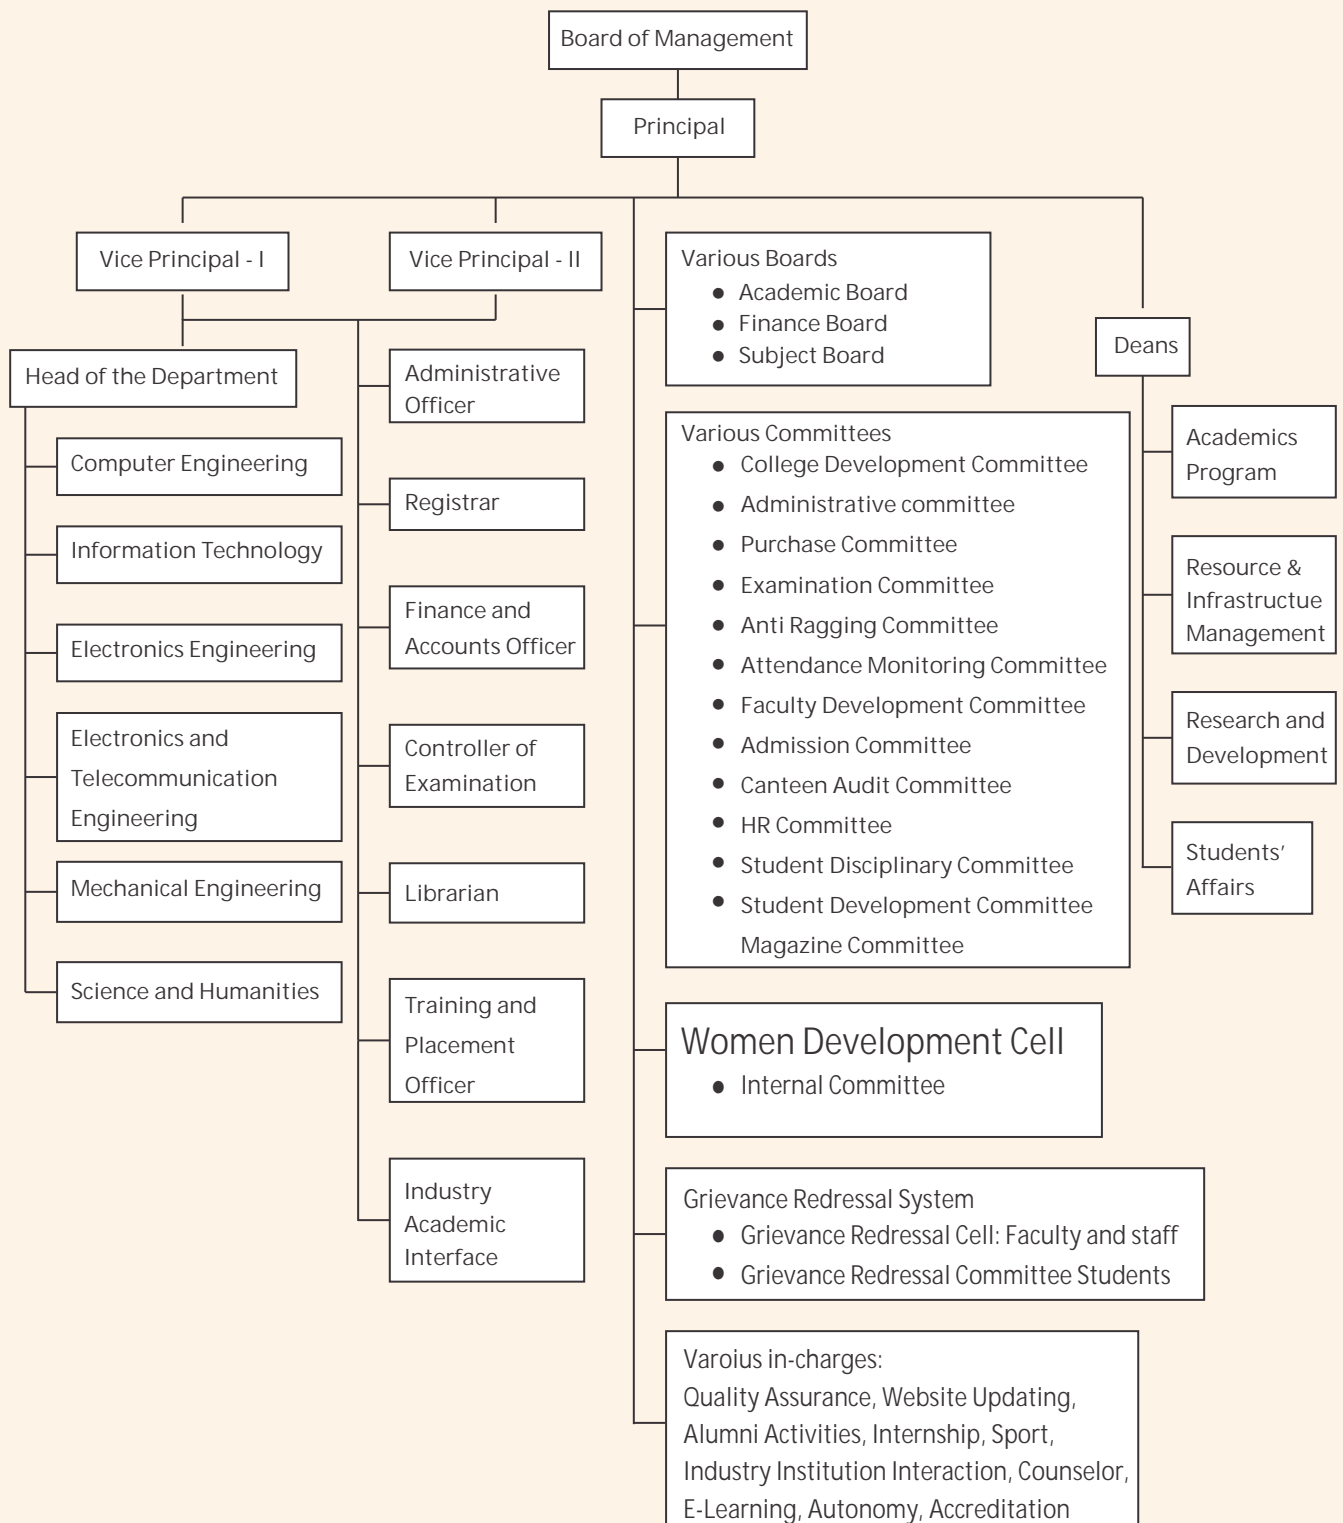 Board of Management
Principal
Vice Principal - I
Vice Principal - II
Head of the Department
Computer Engineering
Information Technology
Electronics Engineering
Electronics and
Telecommunication
Engineering
Mechanical Engineering
Science and Humanities
Administrative
Officer
Registrar
Finance and
Accounts Officer
Controller of
Examination
Librarian
Training and
Placement
Officer
Industry
Academic
Interface
Various Boards
● Academic Board
● Finance Board
● Subject Board
Various Committees
● College Development Committee
● Administrative committee
● Purchase Committee
● Examination Committee
● Anti Ragging Committee
● Attendance Monitoring Committee
● Faculty Development Committee
● Admission Committee
● Canteen Audit Committee
● HR Committee
● Student Disciplinary Committee
● Student Development Committee
Magazine Committee
Women Development Cell
● Internal Committee
Grievance Redressal System
● Grievance Redressal Cell: Faculty and staff
● Grievance Redressal Committee Students
Varoius in-charges:
Quality Assurance, Website Updating,
Alumni Activities, Internship, Sport,
Industry Institution Interaction, Counselor,
E-Learning, Autonomy, Accreditation
Deans
Academics
Program
Resource &
Infrastructue
Management
Research and
Development
Students’
Affairs